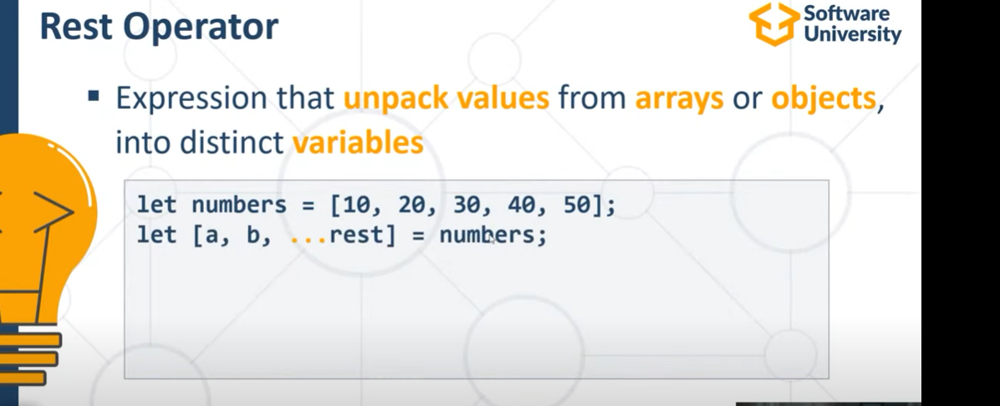 Rest Operator
Software
University
Expression that unpack values from arrays or objects,
into distinct variables
let numbers = [10, 20, 30, 40, 50];
let [a, b, ...rest] = numbers;